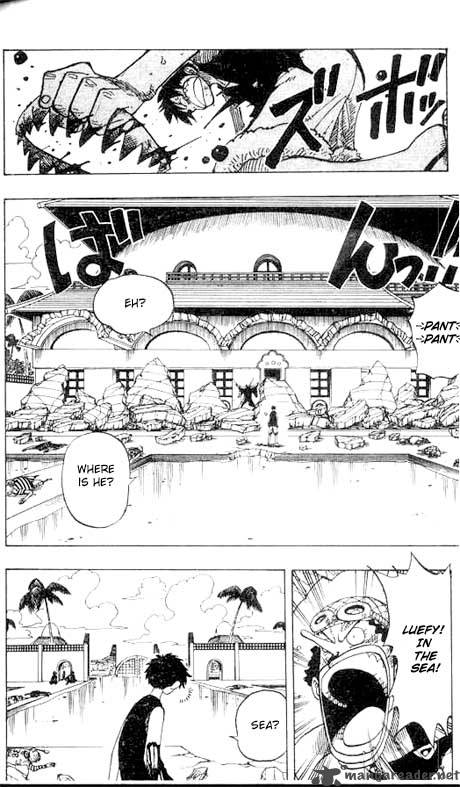 ズボッ
ばんっ!!!
-PANT-
-PANT-
EH?
WHERE
IS HE?
LUEFY!
IN THE
SEA!
SEA?
mangareader.net